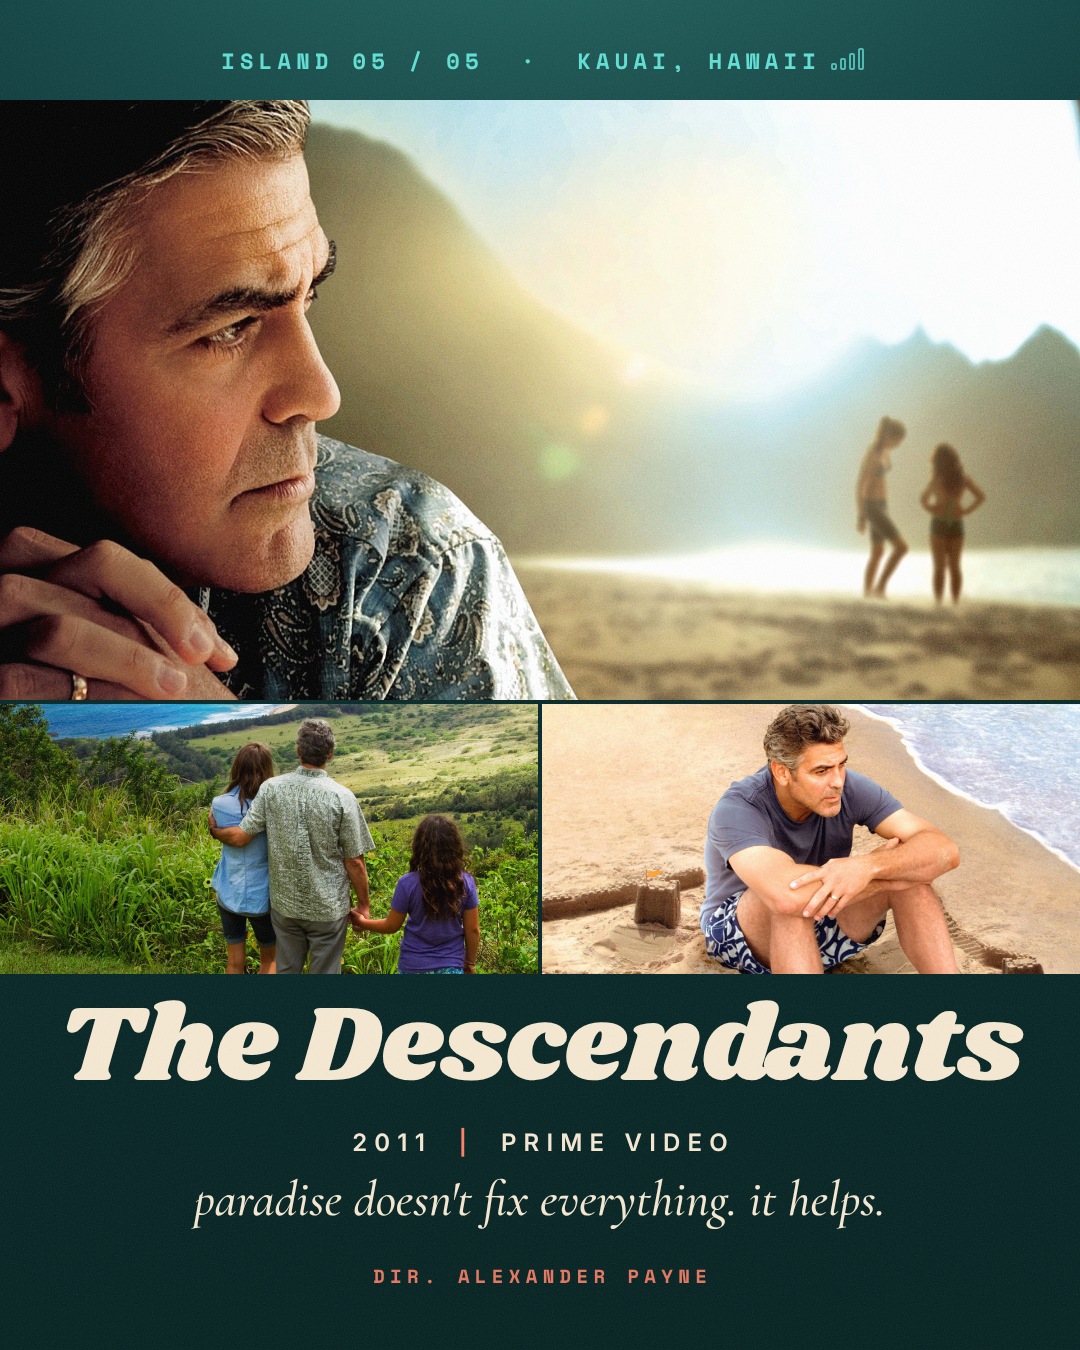 ISLAND 05 / 05 · KAUAI, HAWAII
The Descendants
2011 | PRIME VIDEO
paradise doesn't fix everything. it helps.
DIR. ALEXANDER PAYNE